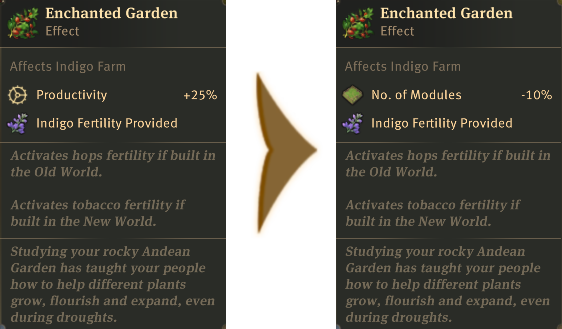 Enchanted Garden
Effect
Affects Indigo Farm
Productivity +25%
Indigo Fertility Provided
Activates hops fertility if built in
the Old World.
Activates tobacco fertility if
built in the New World.
Studying your rocky Andean
Garden has taught your people
how to help different plants
grow, flourish and expand, even
during droughts.
Enchanted Garden
Effect
Affects Indigo Farm
No. of Modules -10%
Indigo Fertility Provided
Activates hops fertility if built in
the Old World.
Activates tobacco fertility if
built in the New World.
Studying your rocky Andean
Garden has taught your people
how to help different plants
grow, flourish and expand, even
during droughts.